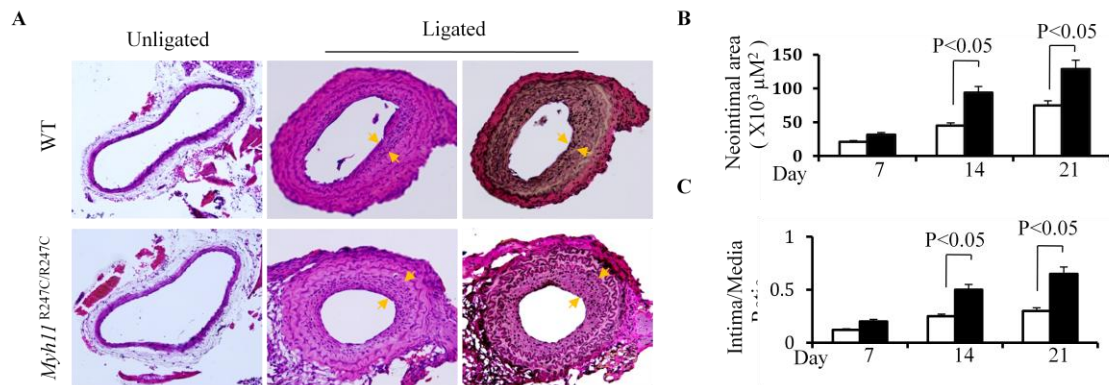 A
Unligated
Ligated
WT
Myh11 R247C/R247C
B
Neointimal area
( X10³ μM² )
150
100
50
0
P<0.05
P<0.05
Day
7
14
21
C
Intima/Media
1
0.5
0
P<0.05
P<0.05
Day
7
14
21